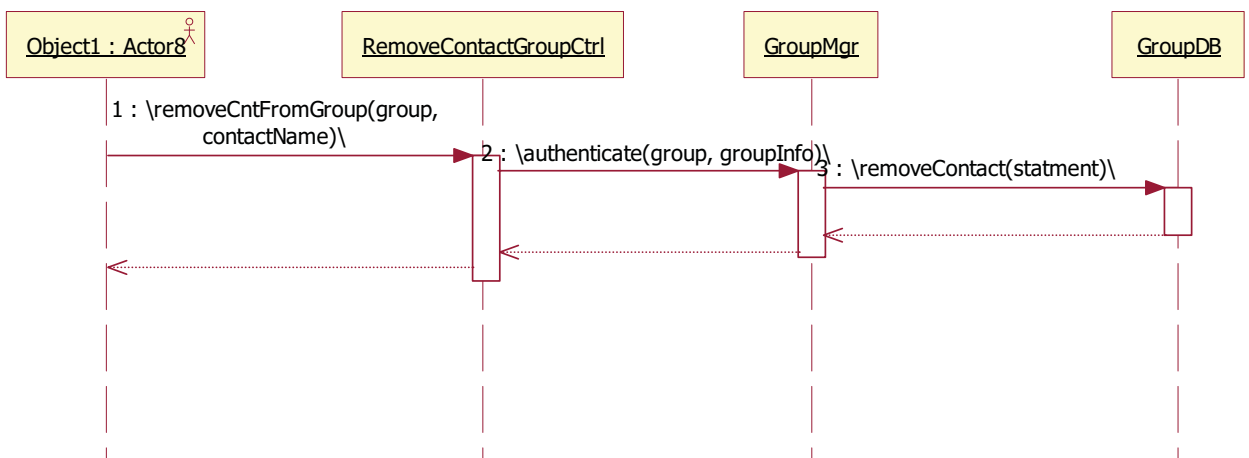 Object1 : Actor8
RemoveContactGroupCtrl
GroupMgr
GroupDB
1 : \removeCntFromGroup(group,
contactName)\
2 : \authenticate(group, groupInfo)\
3 : \removeContact(statment)\